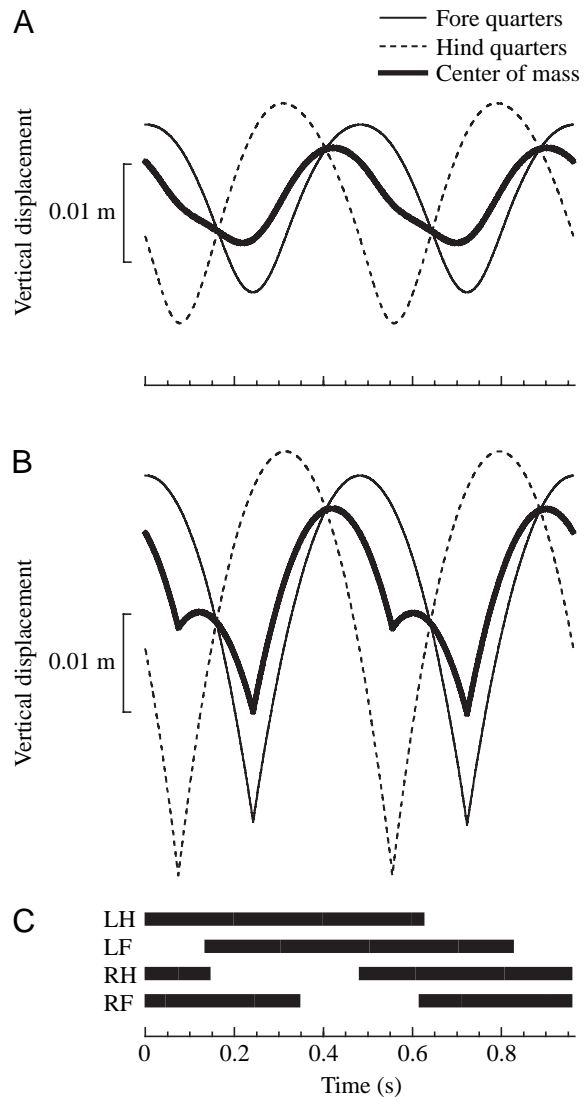 A
Fore quarters
Hind quarters
Center of mass
Vertical displacement
0.01 m
B
Vertical displacement
0.01 m
C
LH
LF
RH
RF
0 0.2 0.4 0.6 0.8
Time (s)